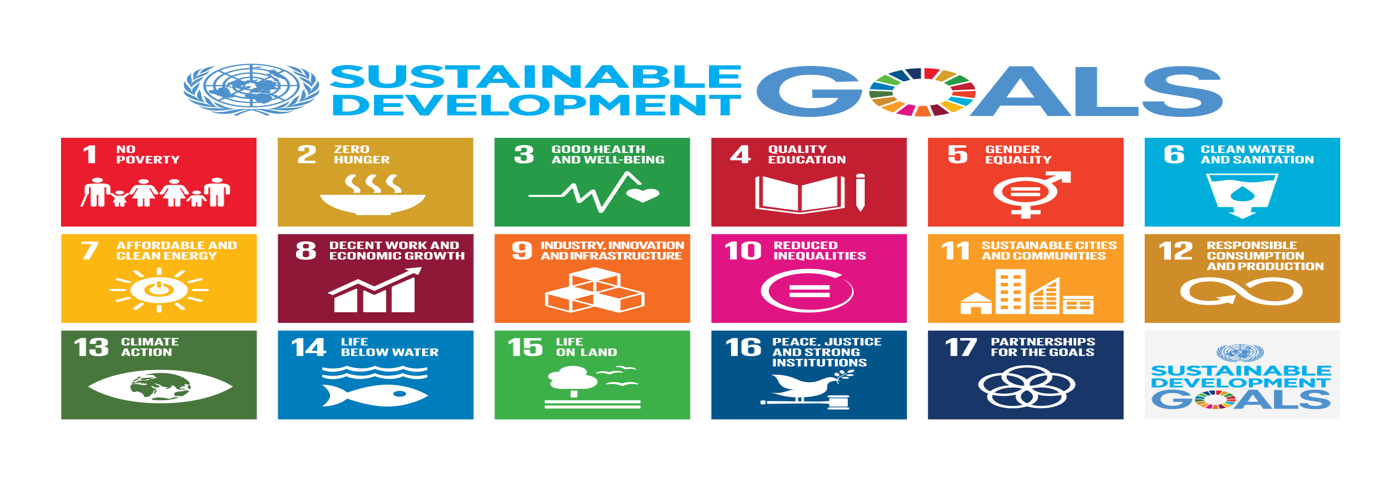 SUSTAINABLE
DEVELOPMENT
GOALS
1 NO
POVERTY
2 ZERO
HUNGER
3 GOOD HEALTH
AND WELL-BEING
4 QUALITY
EDUCATION
5 GENDER
EQUALITY
6 CLEAN WATER
AND SANITATION
7 AFFORDABLE AND
CLEAN ENERGY
8 DECENT WORK AND
ECONOMIC GROWTH
9 INDUSTRY, INNOVATION
AND INFRASTRUCTURE
10 REDUCED
INEQUALITIES
11 SUSTAINABLE CITIES
AND COMMUNITIES
12 RESPONSIBLE
CONSUMPTION
AND PRODUCTION
13 CLIMATE
ACTION
14 LIFE
BELOW WATER
15 LIFE
ON LAND
16 PEACE, JUSTICE
AND STRONG
INSTITUTIONS
17 PARTNERSHIPS
FOR THE GOALS
SUSTAINABLE
DEVELOPMENT
GOALS